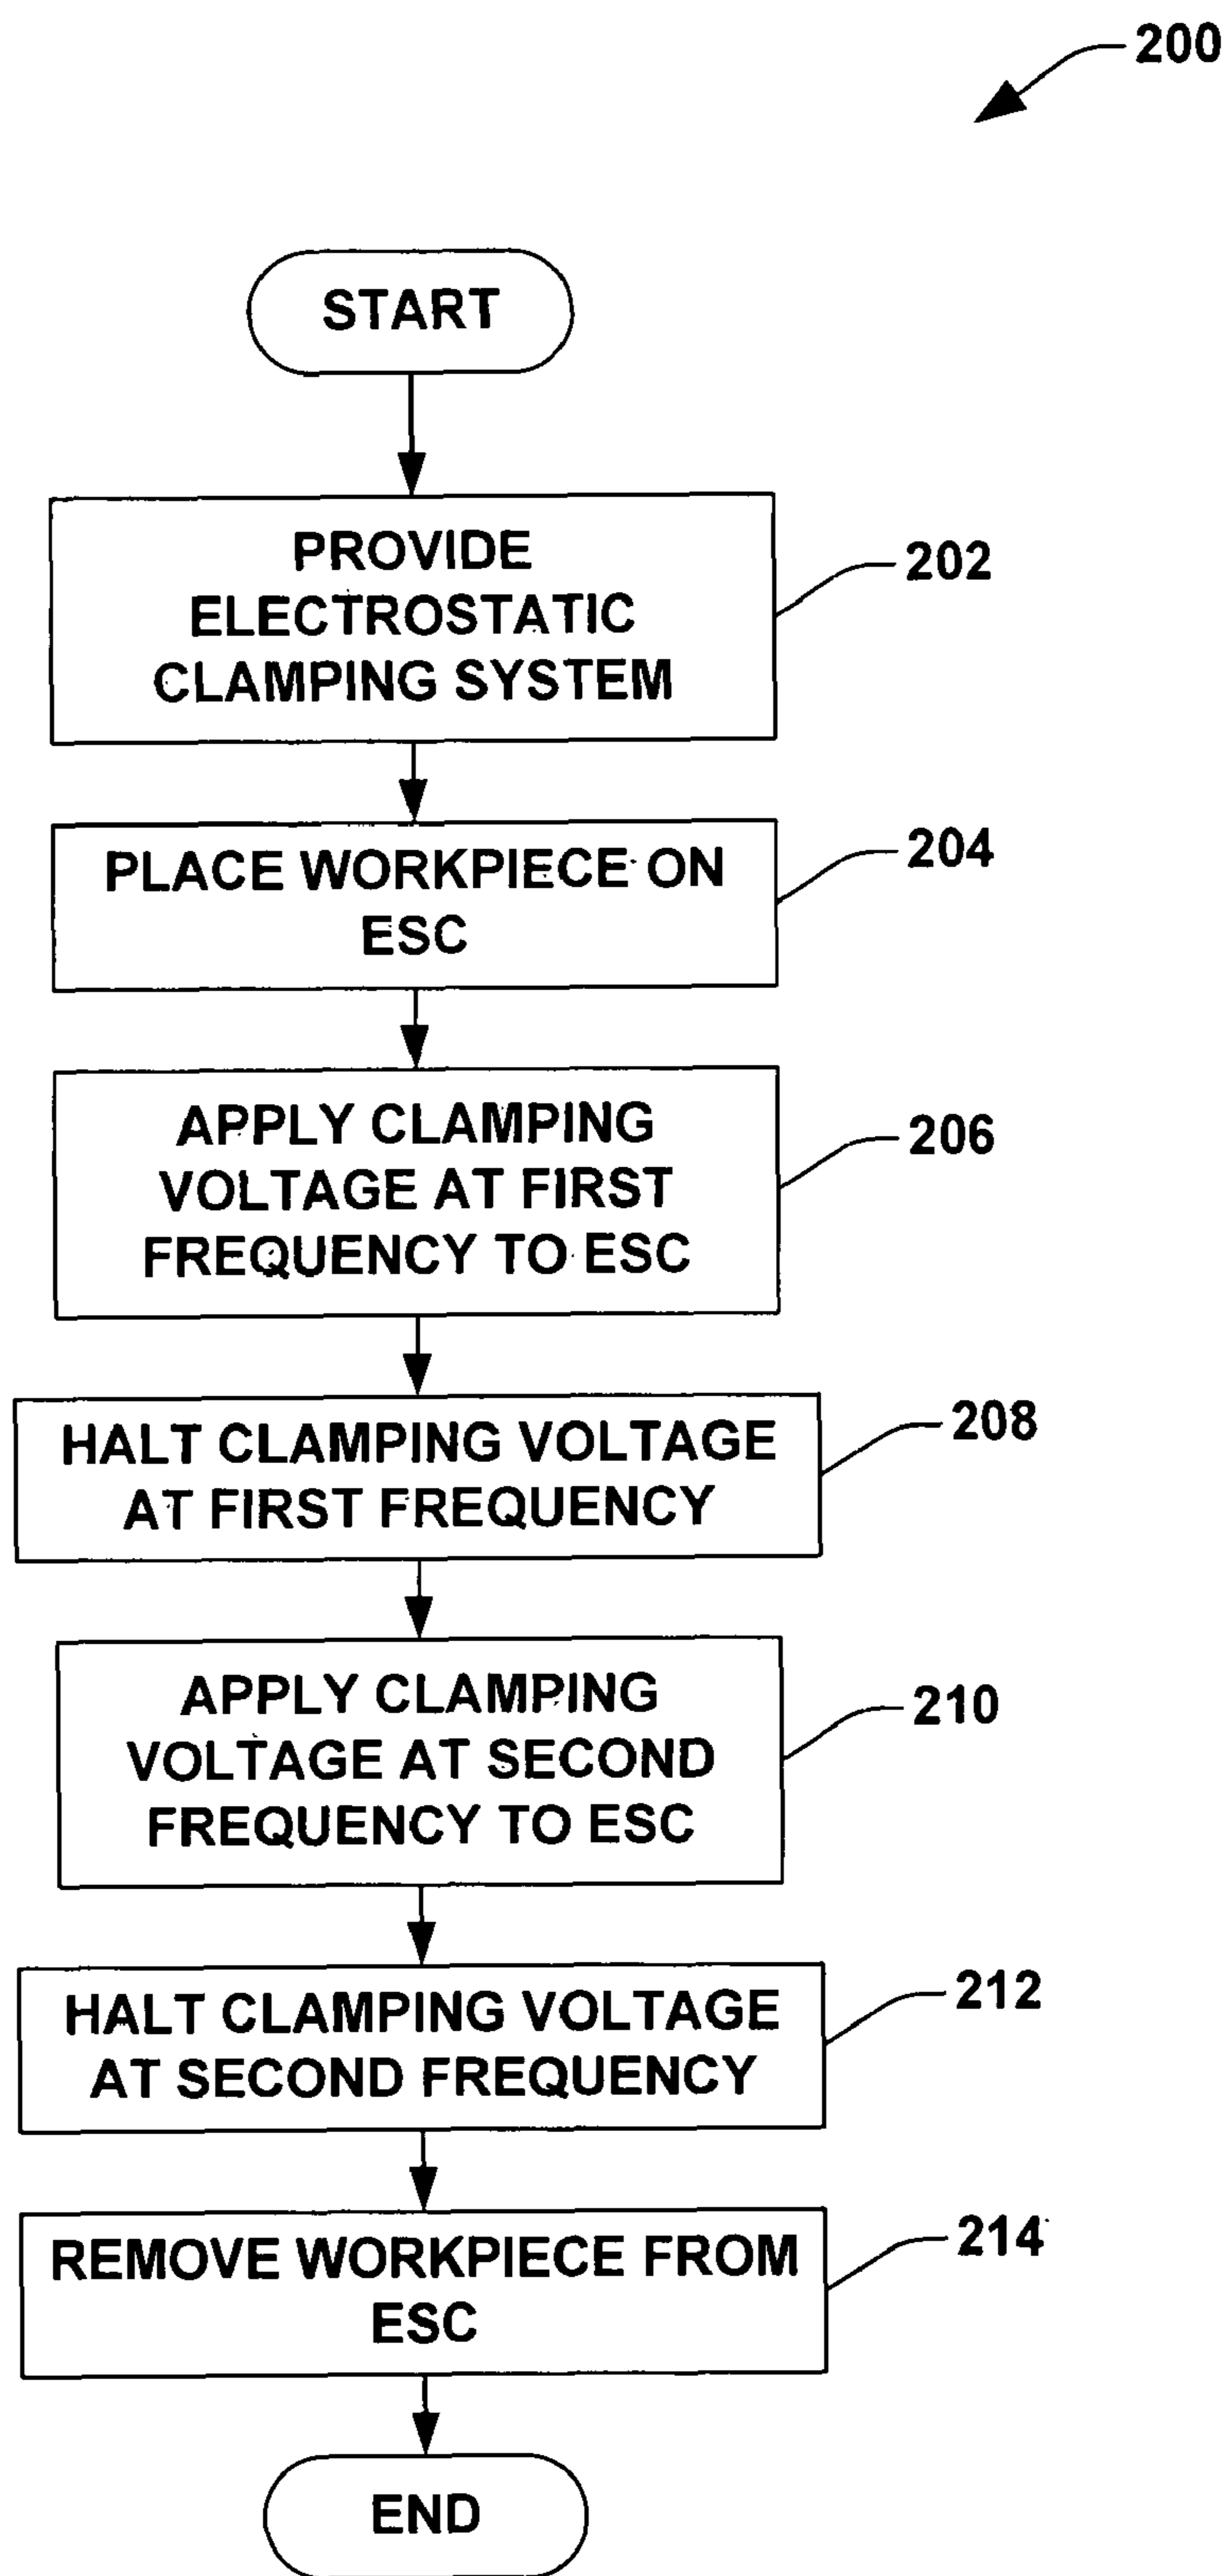 200
START
PROVIDE
ELECTROSTATIC
CLAMPING SYSTEM
202
PLACE WORKPIECE ON
ESC
204
APPLY CLAMPING
VOLTAGE AT FIRST
FREQUENCY TO ESC
206
HALT CLAMPING VOLTAGE
AT FIRST FREQUENCY
208
APPLY CLAMPING
VOLTAGE AT SECOND
FREQUENCY TO ESC
210
HALT CLAMPING VOLTAGE
AT SECOND FREQUENCY
212
REMOVE WORKPIECE FROM
ESC
214
END